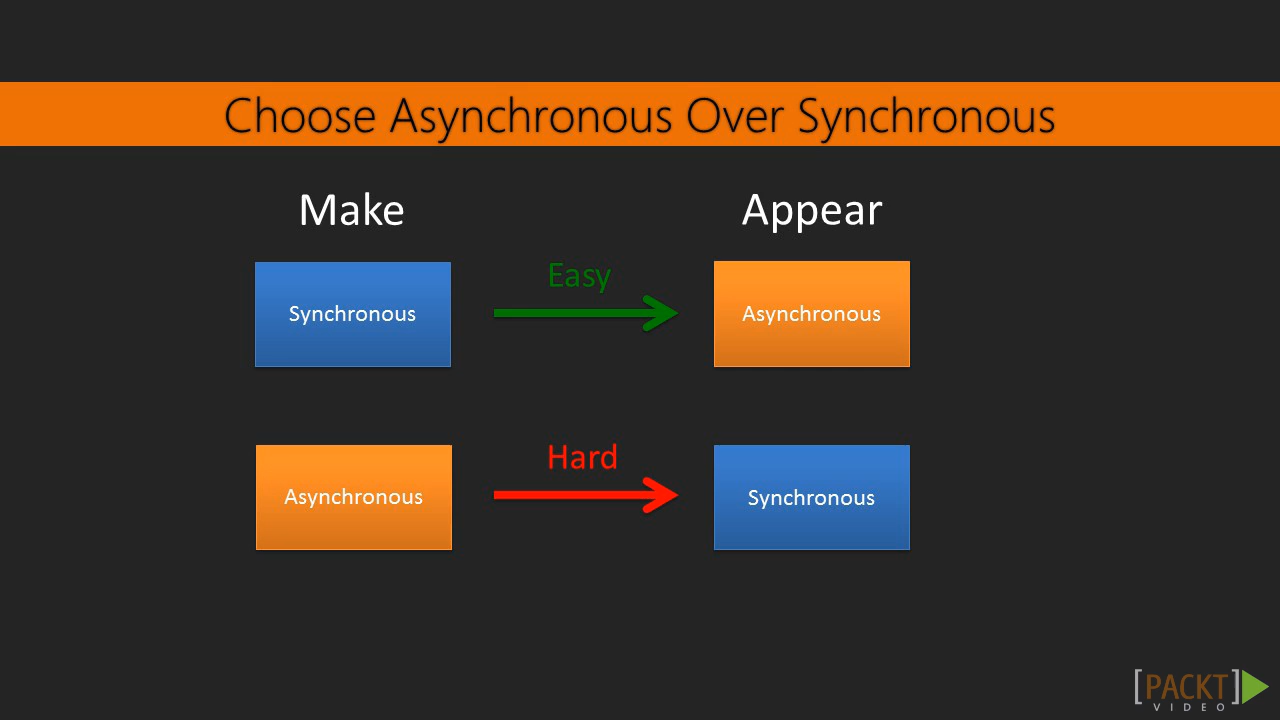 Choose Asynchronous Over Synchronous
Make
Appear
Easy
Synchronous
Asynchronous
Hard
Asynchronous
Synchronous
[PACKT]
VIDEO